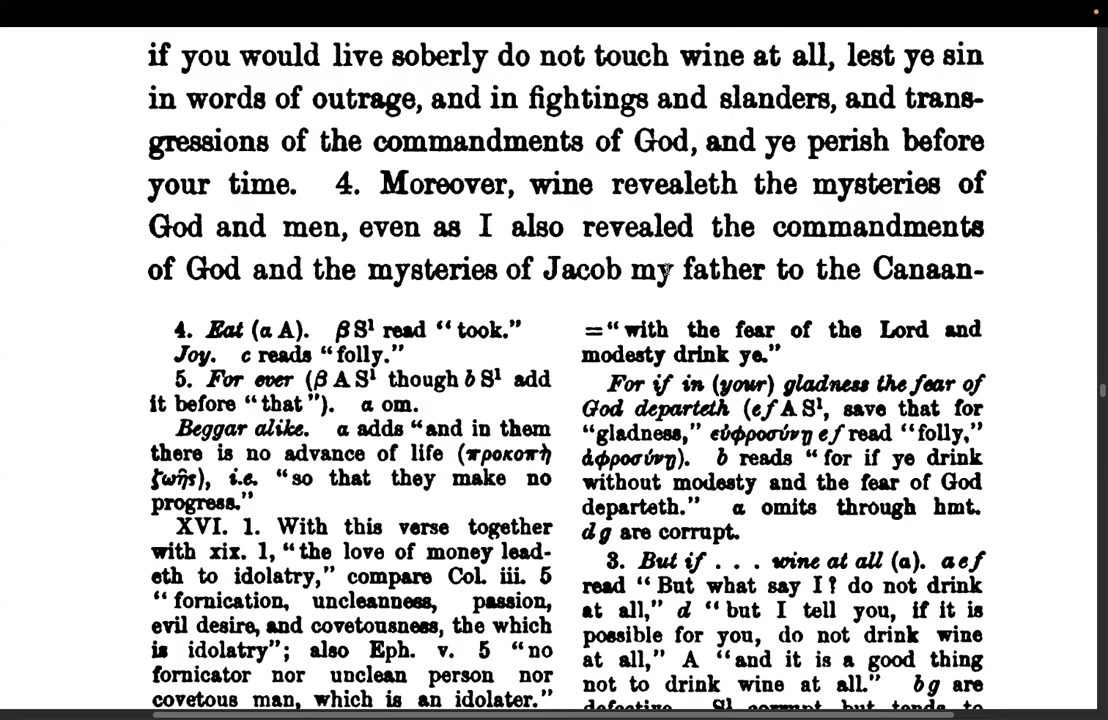 if you would live soberly do not touch wine at all, lest ye sin
in words of outrage, and in fightings and slanders, and trans-
gressions of the commandments of God, and ye perish before
your time. 4. Moreover, wine revealeth the mysteries of
God and men, even as I also revealed the commandments
of God and the mysteries of Jacob my father to the Canaan-
4. Eat (α A). β S¹ read “took.”
Joy. c reads “folly.”
5. For ever (β A S¹ though b S¹ add
it before “that”). α om.
Beggar alike. α adds “and in them
there is no advance of life (προκοπὴ
ζωῆς), i.e. “so that they make no
progress.”
XVI. 1. With this verse together
with xix. 1, “the love of money lead-
eth to idolatry,” compare Col. iii. 5
“fornication, uncleanness, passion,
evil desire, and covetousness, the which
is idolatry”; also Eph. v. 5 “no
fornicator nor unclean person nor
covetous man, which is an idolater.”
=“with the fear of the Lord and
modesty drink ye.”
For if in (your) gladness the fear of
God departeth (e f A S¹, save that for
“gladness,” εὐφροσύνῃ e f read “folly,”
ἀφροσύνῃ). b reads “for if ye drink
without modesty and the fear of God
departeth.” α omits through hmt.
d g are corrupt.
3. But if . . . wine at all (α). a e f
read “But what say I? do not drink
at all,” d “but I tell you, if it is
possible for you, do not drink wine
at all,” A “and it is a good thing
not to drink wine at all.” b g are
defective. S¹ corrupt but tends to